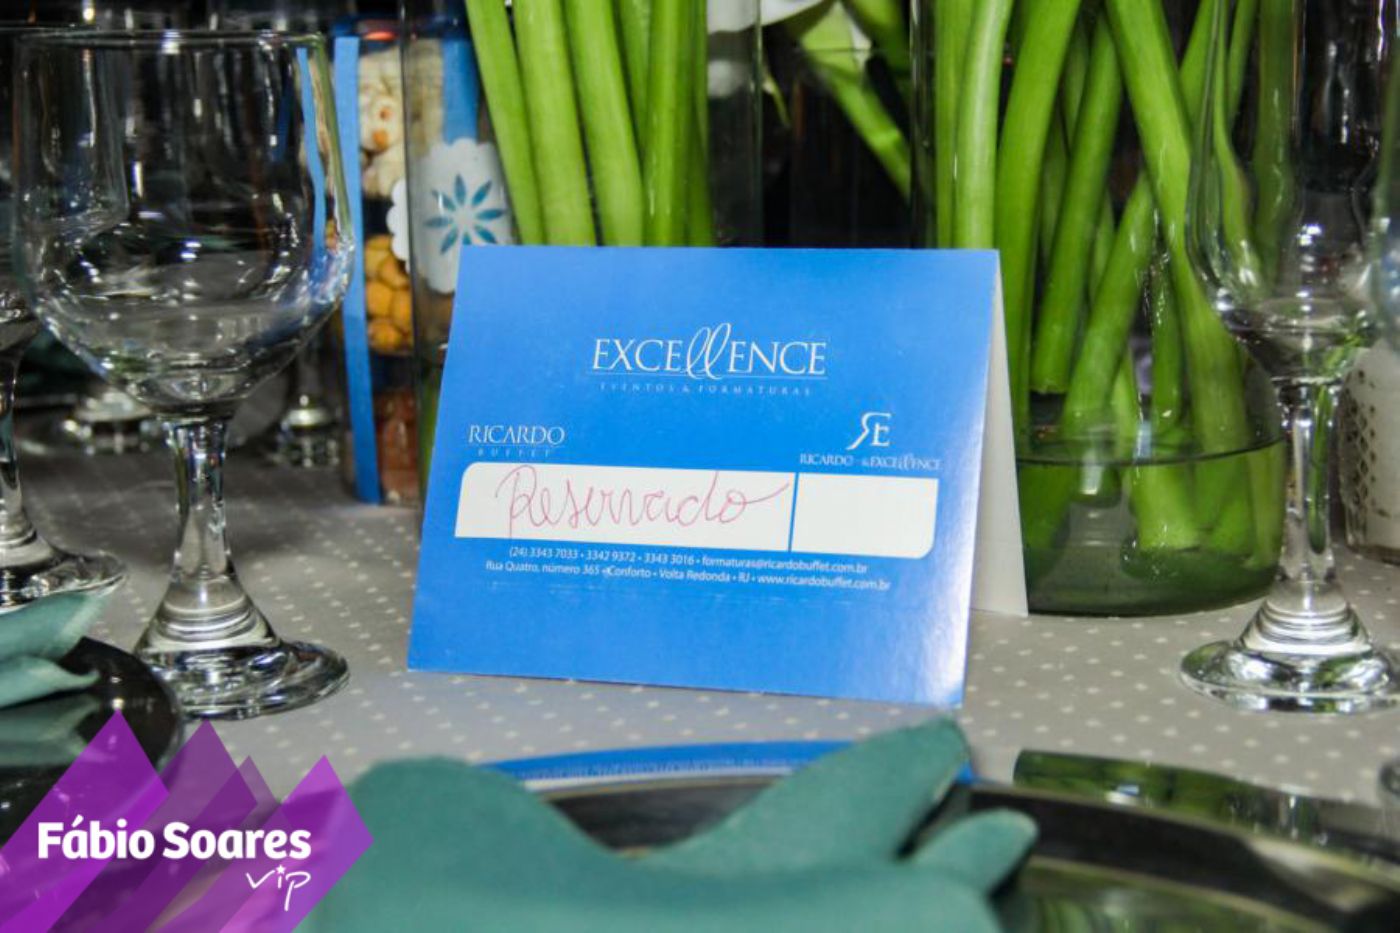 EXCELLENCE
EVENTOS & FORMATURAS
RICARDO
BUFFET
RE
RICARDO & EXCELLENCE
Reservado
(24) 3343 7033 • 3342 9372 • 3343 3016 • formaturas@ricardobuffet.com.br
Rua Quatro, número 365 • Conforto • Volta Redonda • RJ • www.ricardobuffet.com.br
Fábio Soares
vip